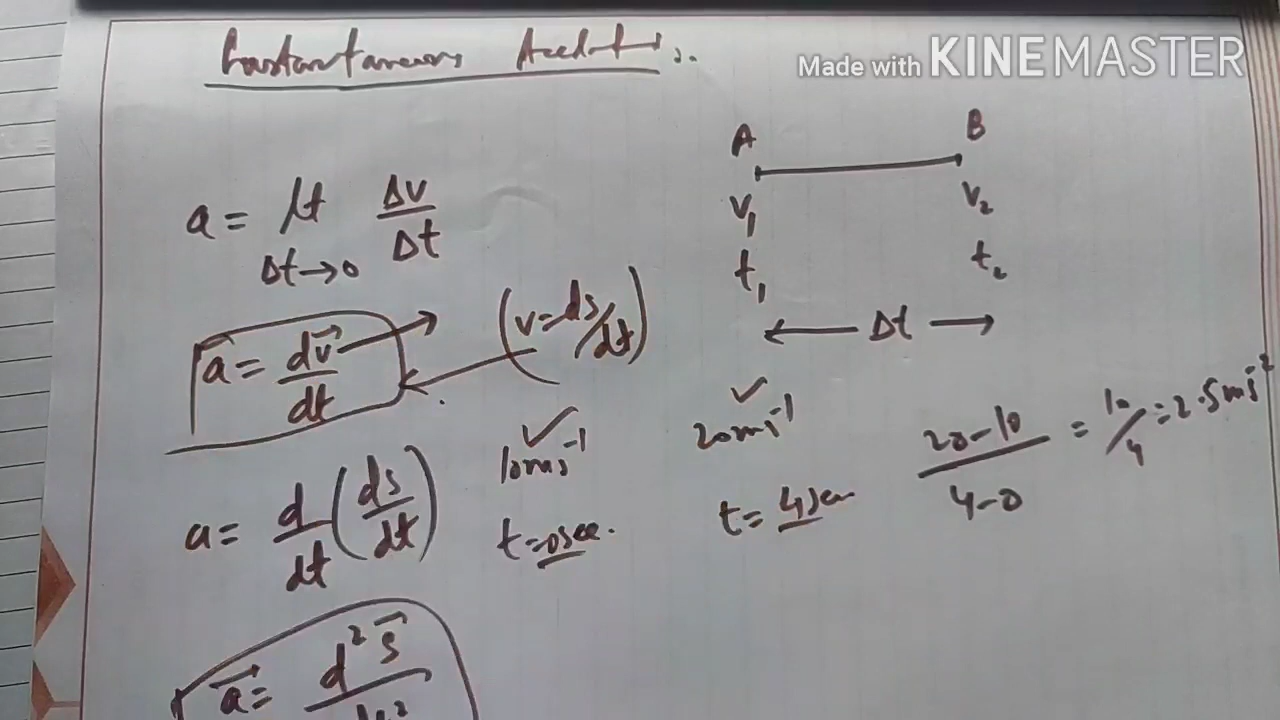 Instantaneous
Made with KINEMASTER
A B
a = lt Δv/Δt
Δt→0
v₁ v₂
t₁ t₂
← Δt →
a⃗ = dv⃗/dt
(v = ds/dt)
10ms⁻¹ ✓
20ms⁻¹ ✓
20-10/4-0 = 10/4 = 2.5ms⁻²
a = d/dt (ds/dt)
t=0sec.
t=4sec
a⃗ = d²s⃗/dt²